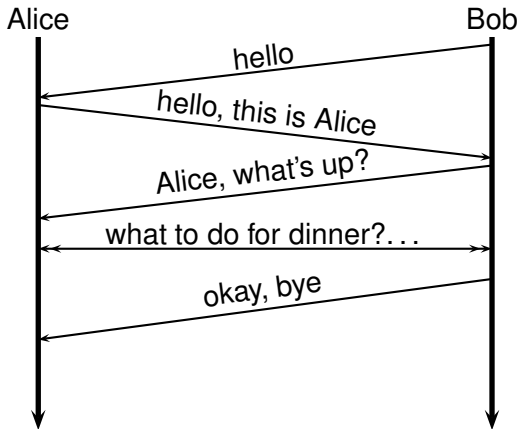 Alice
Bob
hello
hello, this is Alice
Alice, what's up?
what to do for dinner?...
okay, bye